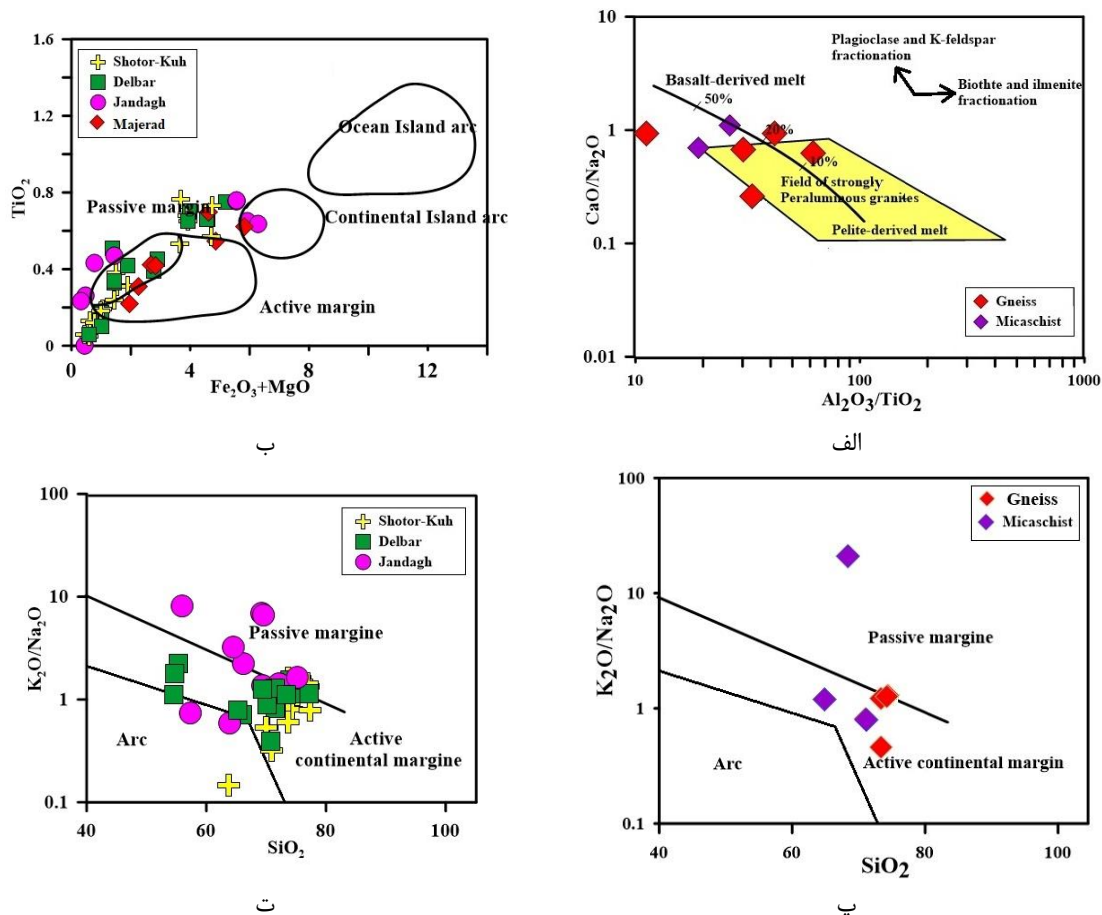 1.6
1.2
0.8
0.4
0
TiO2
Shotor-Kuh
Delbar
Jandagh
Majerad
Ocean Island arc
Passive margin
Continental Island arc
Active margin
0 4 8 12
Fe2O3+MgO
ب
10
1
0.1
0.01
CaO/Na2O
Plagioclase and K-feldspar
fractionation
Biothte and ilmenite
fractionation
Basalt-derived melt
50%
20%
10%
Field of strongly
Peraluminous granites
Pelite-derived melt
Gneiss
Micaschist
10 100 1000
Al2O3/TiO2
الف
100
10
1
0.1
K2O/Na2O
Shotor-Kuh
Delbar
Jandagh
Passive margine
Arc
Active
continental margine
40 60 80 100
SiO2
ت
100
10
1
0.1
K2O/Na2O
Gneiss
Micaschist
Passive margine
Arc
Active continental margin
40 60 80 100
SiO2
پ